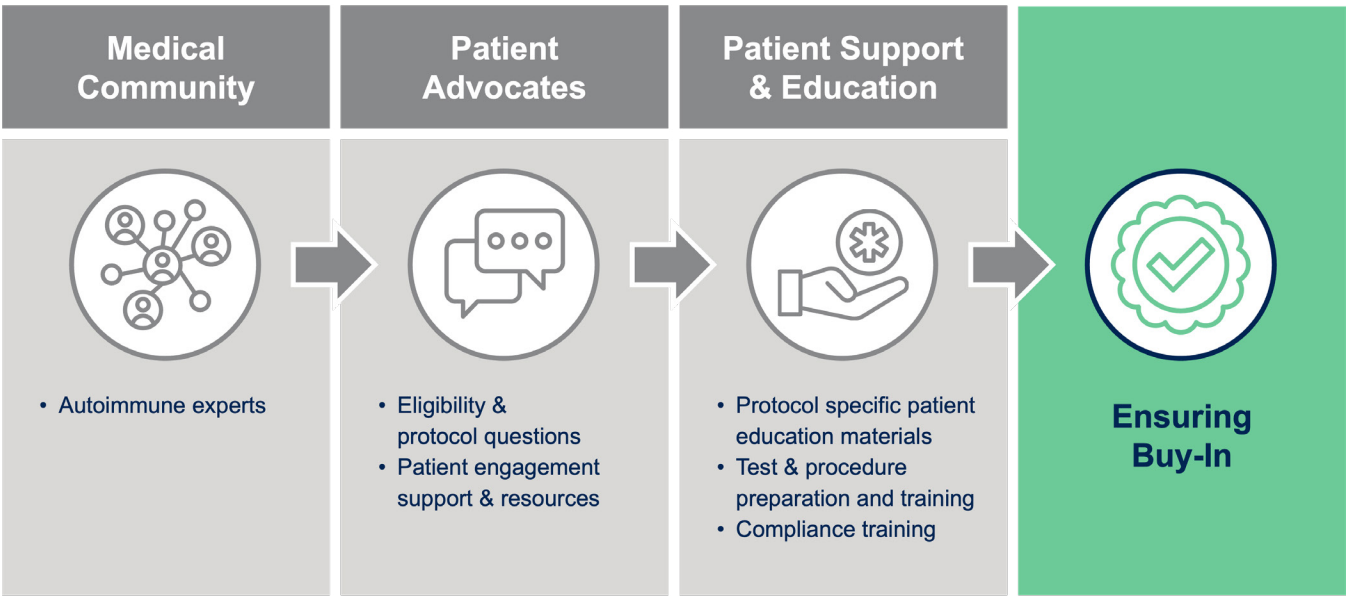 Medical
Community
Patient
Advocates
Patient Support
& Education
• Autoimmune experts
• Eligibility &
protocol questions
• Patient engagement
support & resources
• Protocol specific patient
education materials
• Test & procedure
preparation and training
• Compliance training
Ensuring
Buy-In